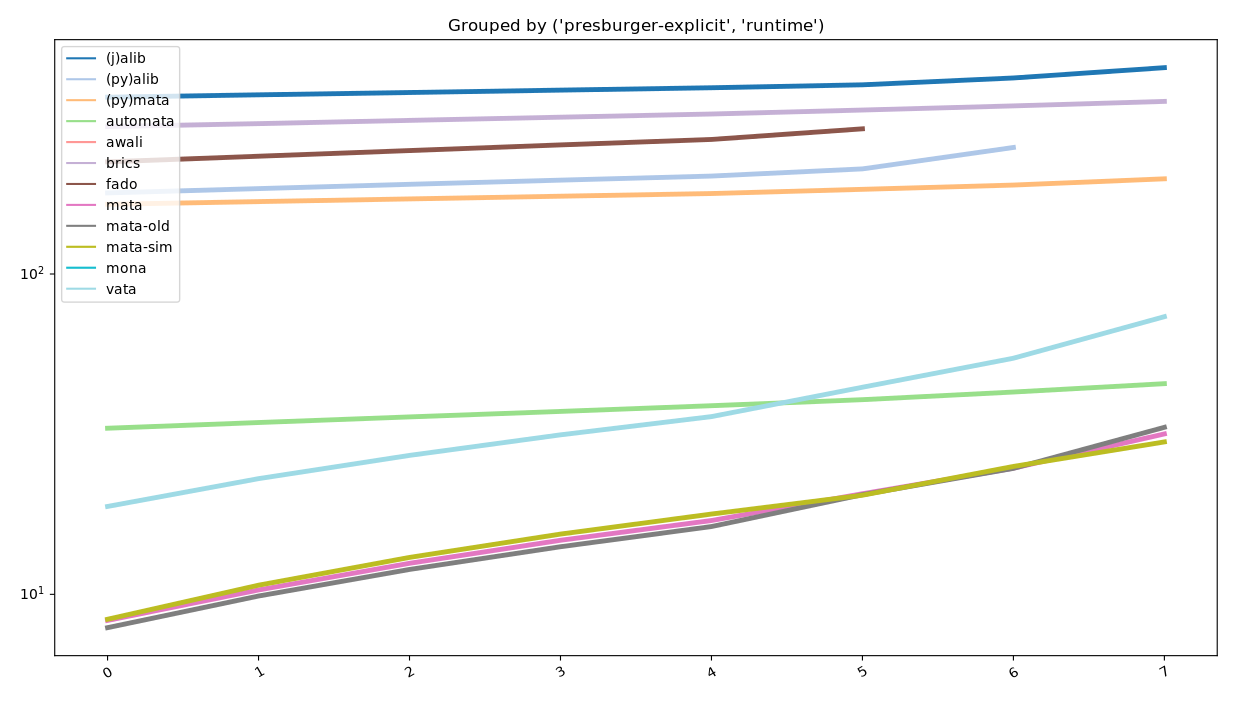 Grouped by ('presburger-explicit', 'runtime')
(j)alib
(py)alib
(py)mata
automata
awali
brics
fado
mata
mata-old
mata-sim
mona
vata
10²
10¹
0 1 2 3 4 5 6 7